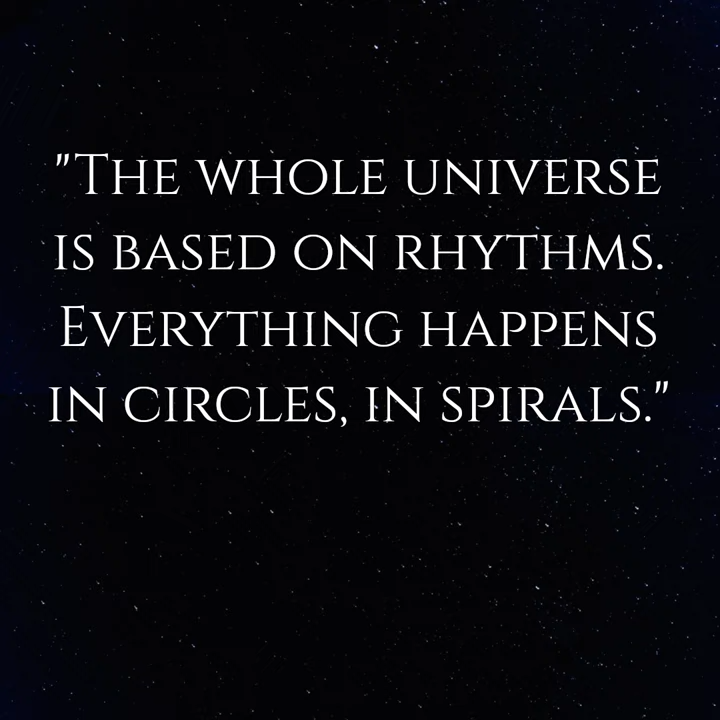 "The whole universe
is based on rhythms.
Everything happens
in circles, in spirals."